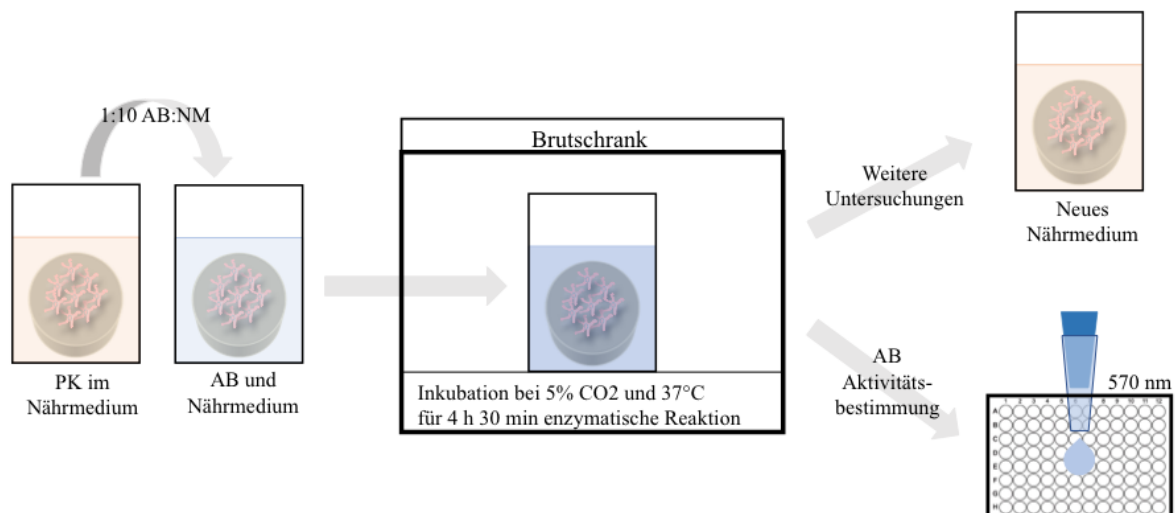 1:10 AB:NM
PK im
Nährmedium
AB und
Nährmedium
Brutschrank
Inkubation bei 5% CO2 und 37°C
für 4 h 30 min enzymatische Reaktion
Weitere
Untersuchungen
Neues
Nährmedium
AB
Aktivitäts-
bestimmung
570 nm
A
B
C
D
E
F
G
H